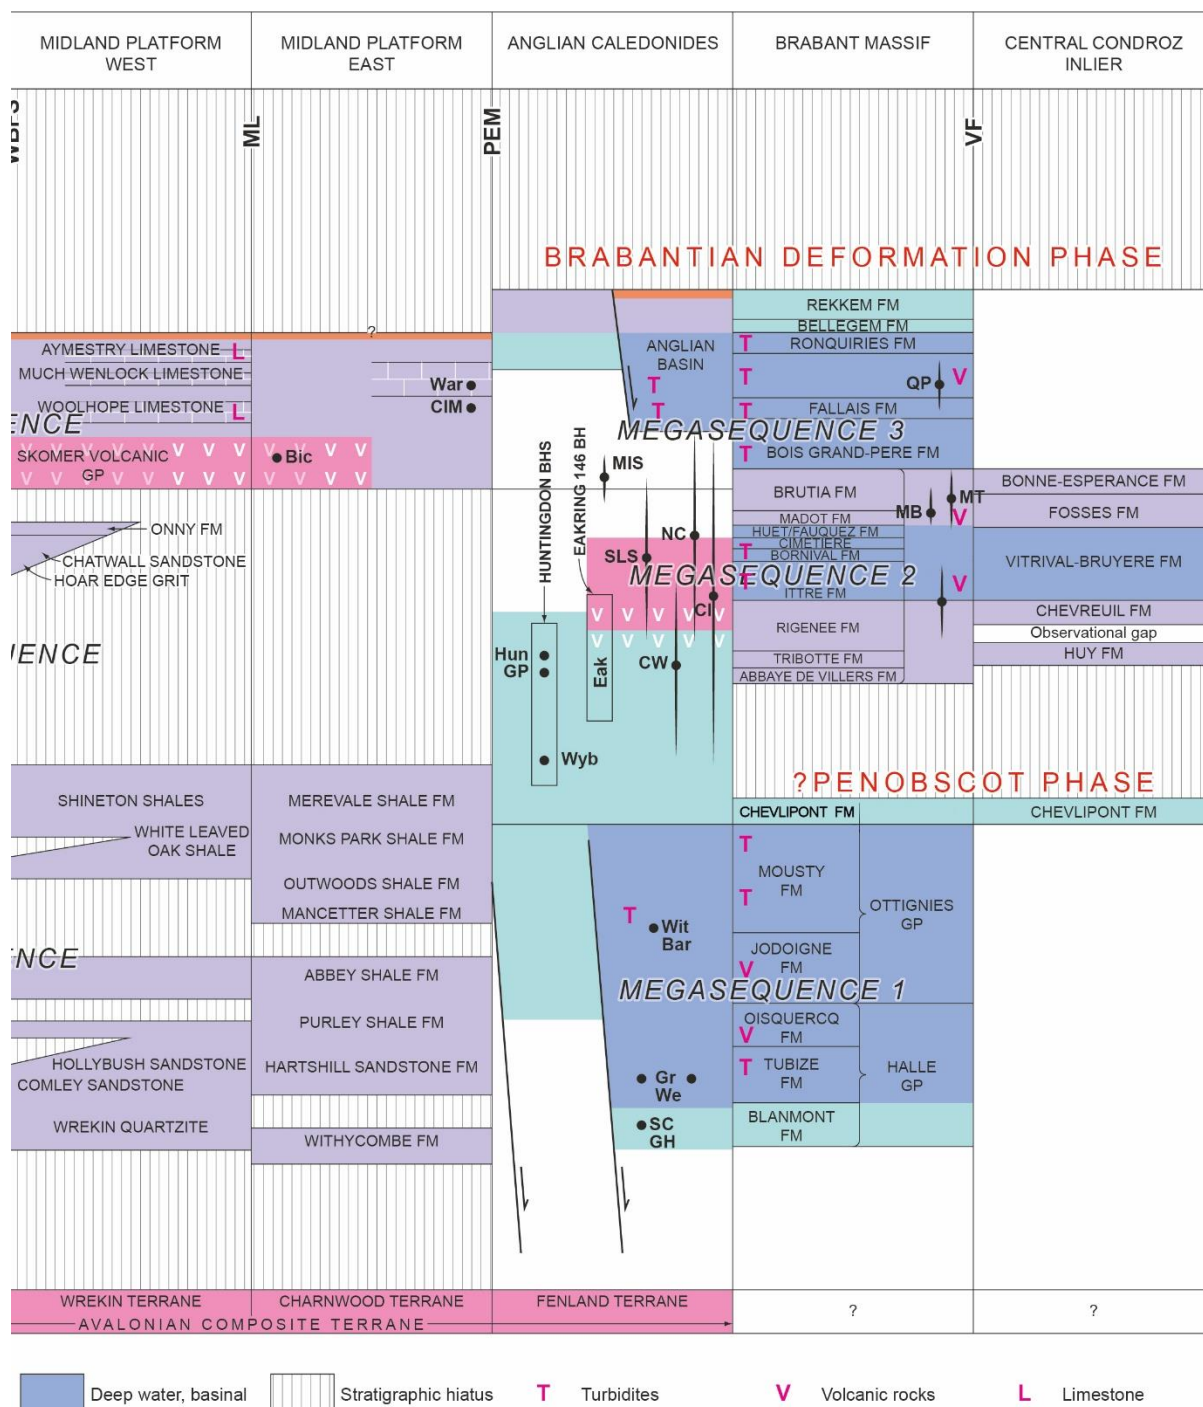 MIDLAND PLATFORM
WEST
MIDLAND PLATFORM
EAST
ANGLIAN CALEDONIDES
BRABANT MASSIF
CENTRAL CONDROZ
INLIER
ML
PEM
VF
BRABANTIAN DEFORMATION PHASE
REKKEM FM
BELLEGEM FM
RONQUIRIES FM
?
AYMESTRY LIMESTONE
L
MUCH WENLOCK LIMESTONE
WOOLHOPE LIMESTONE
L
ENCE
War
CIM
ANGLIAN
BASIN
T
T
T
T
QP
V
FALLAIS FM
T
MEGASEQUENCE 3
BOIS GRAND-PERE FM
T
SKOMER VOLCANIC
GP
V V V V V V V V
V V V V V V V V
Bic
HUNTINGDON BHS
EAKRING 146 BH
MIS
BRUTIA FM
MADOT FM
MB
MT
V
BONNE-ESPERANCE FM
FOSSES FM
ONNY FM
CHATWALL SANDSTONE
HOAR EDGE GRIT
NC
SLS
HUET/FAUQUEZ FM
CIMETIERE
BORNIVAL FM
T
MEGASEQUENCE 2
T
ITTRE FM
V
VITRIVAL-BRUYERE FM
CI
V V V V V
V V V V V
UENCE
Hun
GP
Eak
CW
RIGENEE FM
TRIBOTTE FM
ABBAYE DE VILLERS FM
CHEVREUIL FM
Observational gap
HUY FM
Wyb
?PENOBSCOT PHASE
SHINETON SHALES
WHITE LEAVED
OAK SHALE
MEREVALE SHALE FM
MONKS PARK SHALE FM
OUTWOODS SHALE FM
MANCETTER SHALE FM
CHEVLIPONT FM
CHEVLIPONT FM
T
MOUSTY
FM
T
OTTIGNIES
GP
T
Wit
Bar
JODOIGNE
FM
V
NCE
ABBEY SHALE FM
MEGASEQUENCE 1
PURLEY SHALE FM
OISQUERCQ
FM
V
HOLLYBUSH SANDSTONE
COMLEY SANDSTONE
HARTSHILL SANDSTONE FM
Gr
We
T
TUBIZE
FM
HALLE
GP
WREKIN QUARTZITE
WITHYCOMBE FM
SC
GH
BLANMONT
FM
WREKIN TERRANE
CHARNWOOD TERRANE
FENLAND TERRANE
?
?
AVALONIAN COMPOSITE TERRANE
Deep water, basinal
Stratigraphic hiatus
T Turbidites
V Volcanic rocks
L Limestone